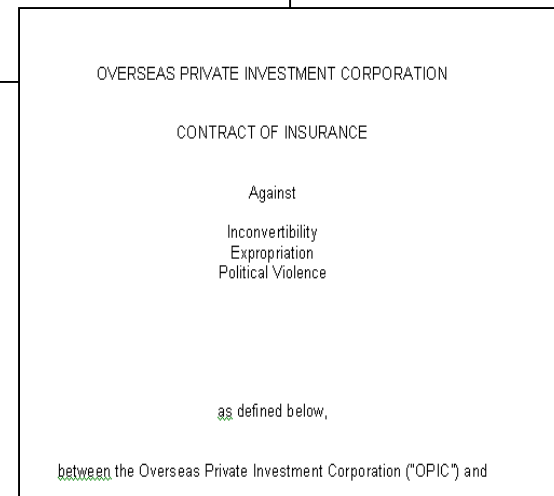 OVERSEAS PRIVATE INVESTMENT CORPORATION
CONTRACT OF INSURANCE
Against
Inconvertibility
Expropriation
Political Violence
as defined below,
between the Overseas Private Investment Corporation ("OPIC") and